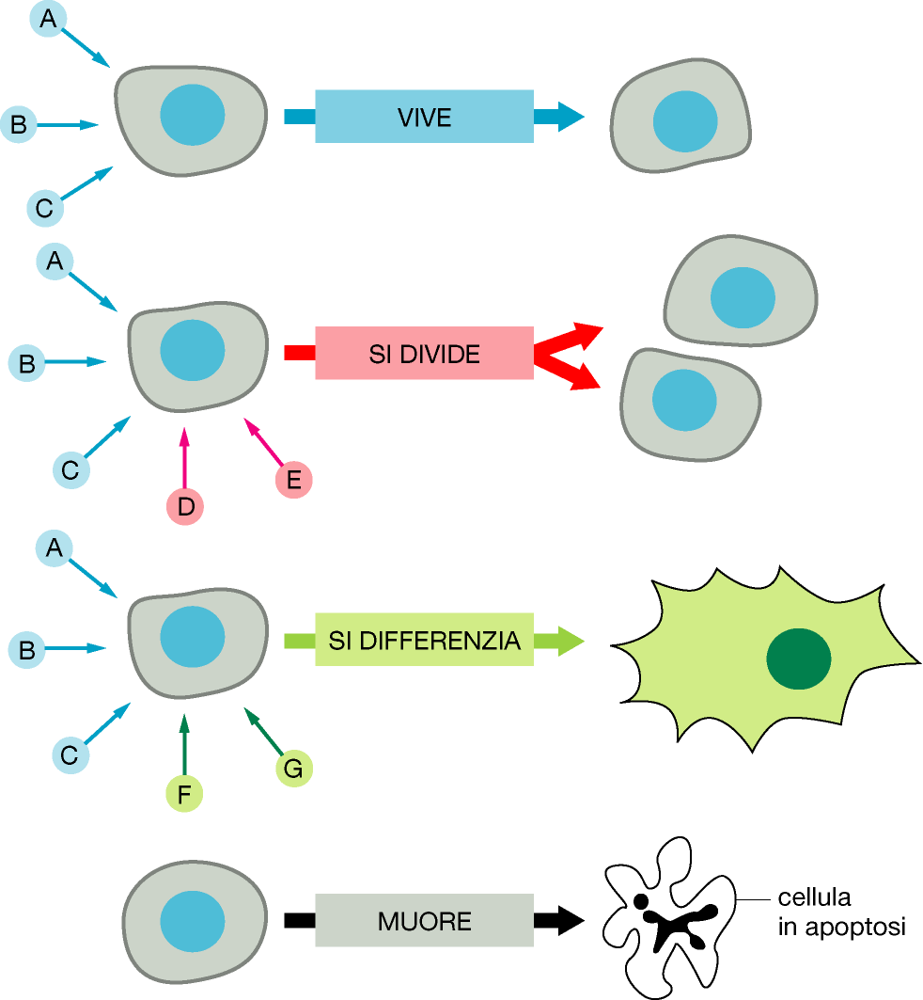 A
B
VIVE
C
A
B
SI DIVIDE
C
D
E
A
B
SI DIFFERENZIA
C
F
G
MUORE
cellula
in apoptosi